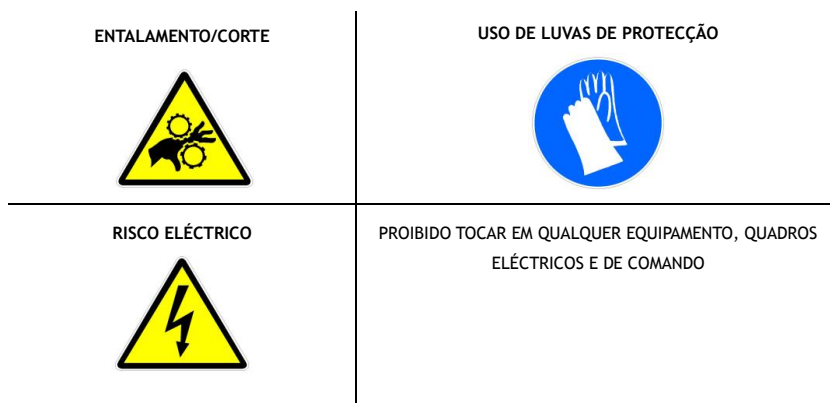 ENTALAMENTO/CORTE
USO DE LUVAS DE PROTECÇÃO
RISCO ELÉCTRICO
PROIBIDO TOCAR EM QUALQUER EQUIPAMENTO, QUADROS
ELÉCTRICOS E DE COMANDO